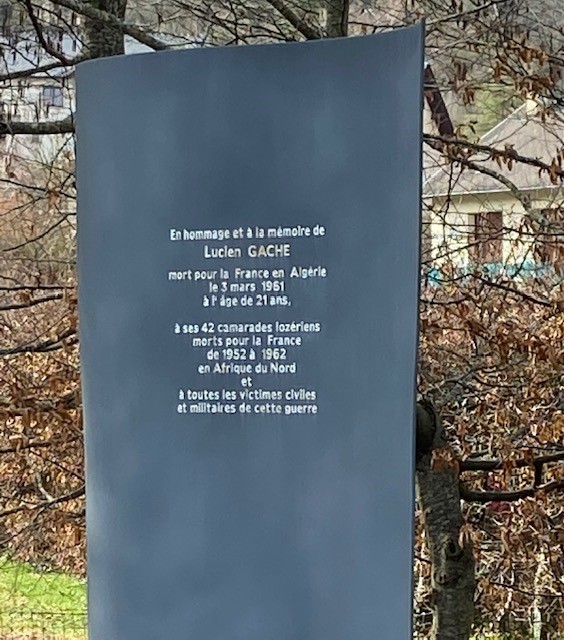 En hommage et à la mémoire de
Lucien GACHE
mort pour la France en Algérie
le 3 mars 1961
à l'âge de 21 ans,
à ses 42 camarades lozériens
morts pour la France
de 1952 à 1962
en Afrique du Nord
et
à toutes les victimes civiles
et militaires de cette guerre